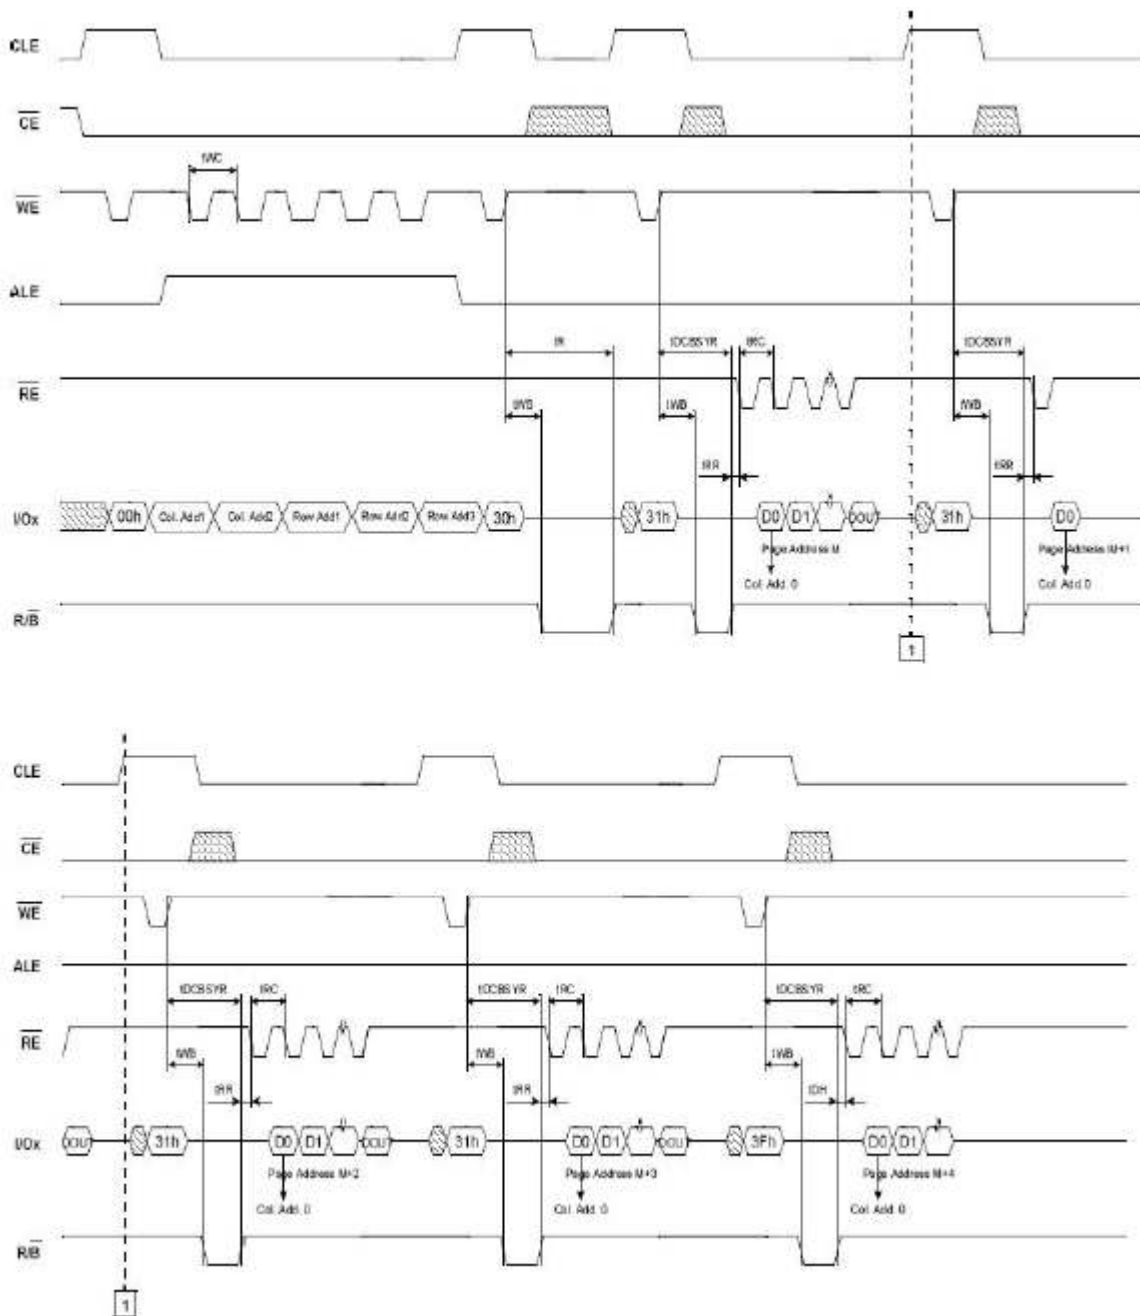 CLE
CE
tWC
WE
ALE
tR tDCBSYR tRC tDCBSYR
RE
tWB tWB tWB
tRR tRR
I/Ox 00h Col. Add1 Col. Add2 Row Add1 Row Add2 Row Add3 30h 31h D0 D1 DOUT 31h D0
Page Address M Page Address M+1
Col. Add. 0 Col. Add. 0
R/B
1
CLE
CE
WE
ALE
tDCBSYR tRC tDCBSYR tRC tDCBSYR tRC
RE
tWB tWB tWB
tRR tRR tDH
I/Ox DOUT 31h D0 D1 DOUT 31h D0 D1 DOUT 3Fh D0 D1
Page Address M+2 Page Address M+3 Page Address M+4
Col. Add. 0 Col. Add. 0 Col. Add. 0
R/B
1